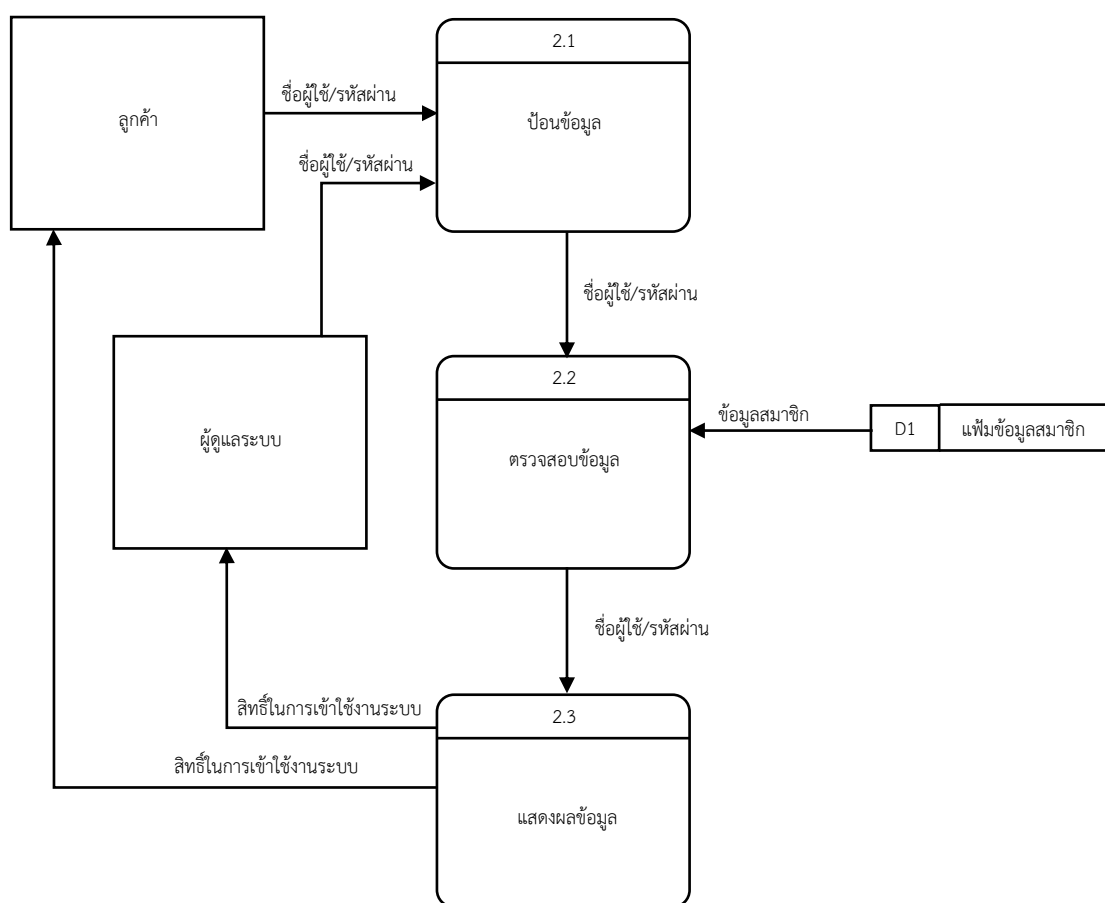 2.1
ลูกค้า
ชื่อผู้ใช้/รหัสผ่าน
ป้อนข้อมูล
ชื่อผู้ใช้/รหัสผ่าน
ชื่อผู้ใช้/รหัสผ่าน
2.2
ผู้ดูแลระบบ
ตรวจสอบข้อมูล
ข้อมูลสมาชิก
D1
แฟ้มข้อมูลสมาชิก
ชื่อผู้ใช้/รหัสผ่าน
2.3
สิทธิ์ในการเข้าใช้งานระบบ
สิทธิ์ในการเข้าใช้งานระบบ
แสดงผลข้อมูล